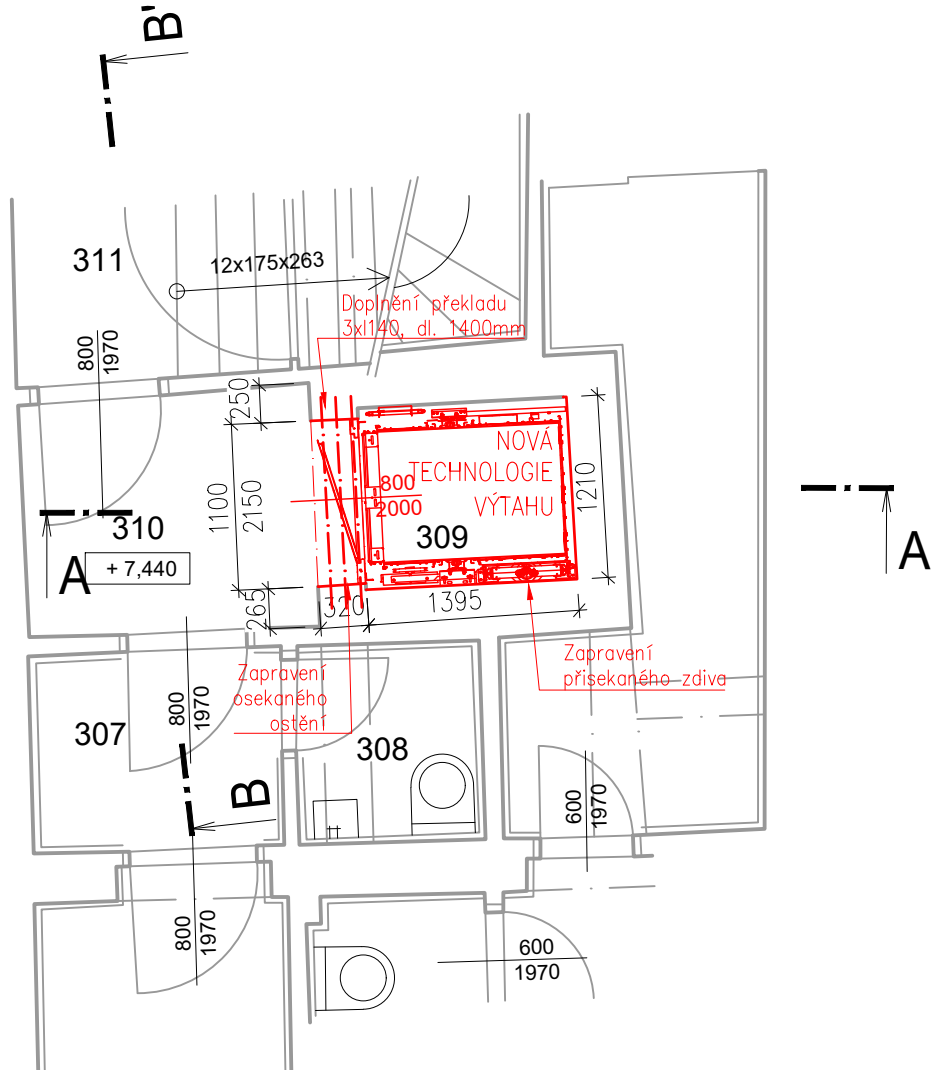 B'
311
12x175x263
Doplnění překladu
3xI140, dl. 1400mm
800
1970
250
1100
2150
265
320
1395
1210
NOVÁ
TECHNOLOGIE
VÝTAHU
800
2000
309
310
+ 7,440
A
A
Zapravení
osekaného
ostění
Zapravení
přisekaného zdiva
307
800
1970
308
B
600
1970
800
1970
600
1970